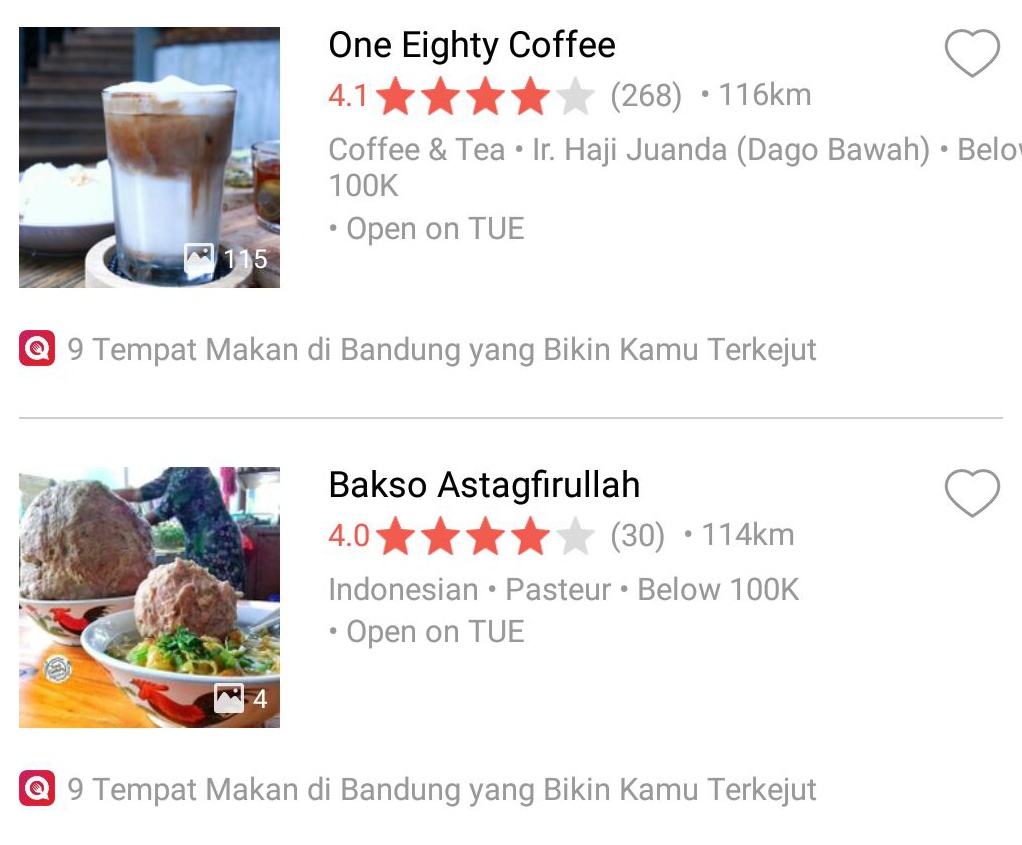 One Eighty Coffee
4.1 (268) • 116km
Coffee & Tea • Ir. Haji Juanda (Dago Bawah) • Belo
100K
• Open on TUE
115
9 Tempat Makan di Bandung yang Bikin Kamu Terkejut
Bakso Astagfirullah
4.0 (30) • 114km
Indonesian • Pasteur • Below 100K
• Open on TUE
4
9 Tempat Makan di Bandung yang Bikin Kamu Terkejut